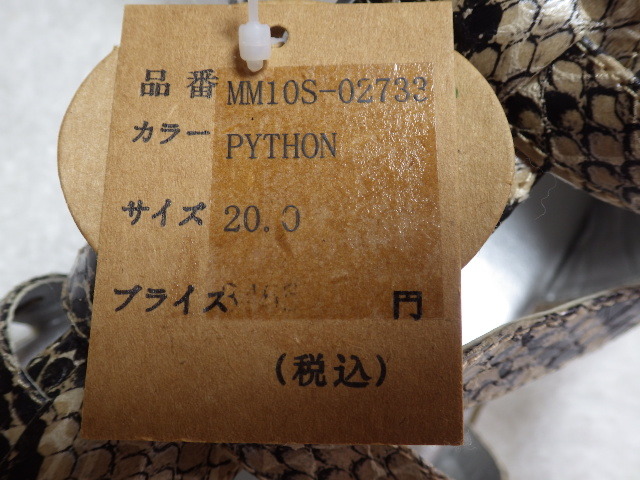 品番 MM10S-02733
カラー PYTHON
サイズ 20.0
プライス 円
(税込)